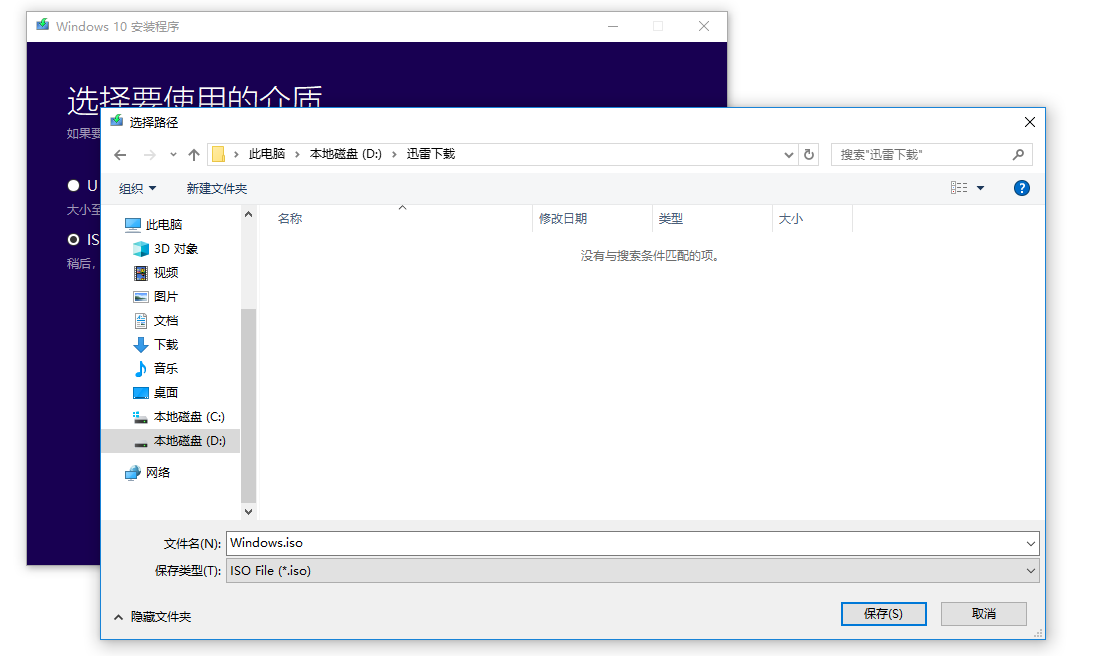 Windows 10 安装程序
选择要使用的介质
如果要
U
大小至
IS
稍后，
选择路径
此电脑 本地磁盘 (D:) 迅雷下载
搜索"迅雷下载"
组织 新建文件夹
?
此电脑
3D 对象
视频
图片
文档
下载
音乐
桌面
本地磁盘 (C:)
本地磁盘 (D:)
网络
名称 修改日期 类型 大小
没有与搜索条件匹配的项。
文件名(N): Windows.iso
保存类型(T): ISO File (*.iso)
隐藏文件夹
保存(S) 取消